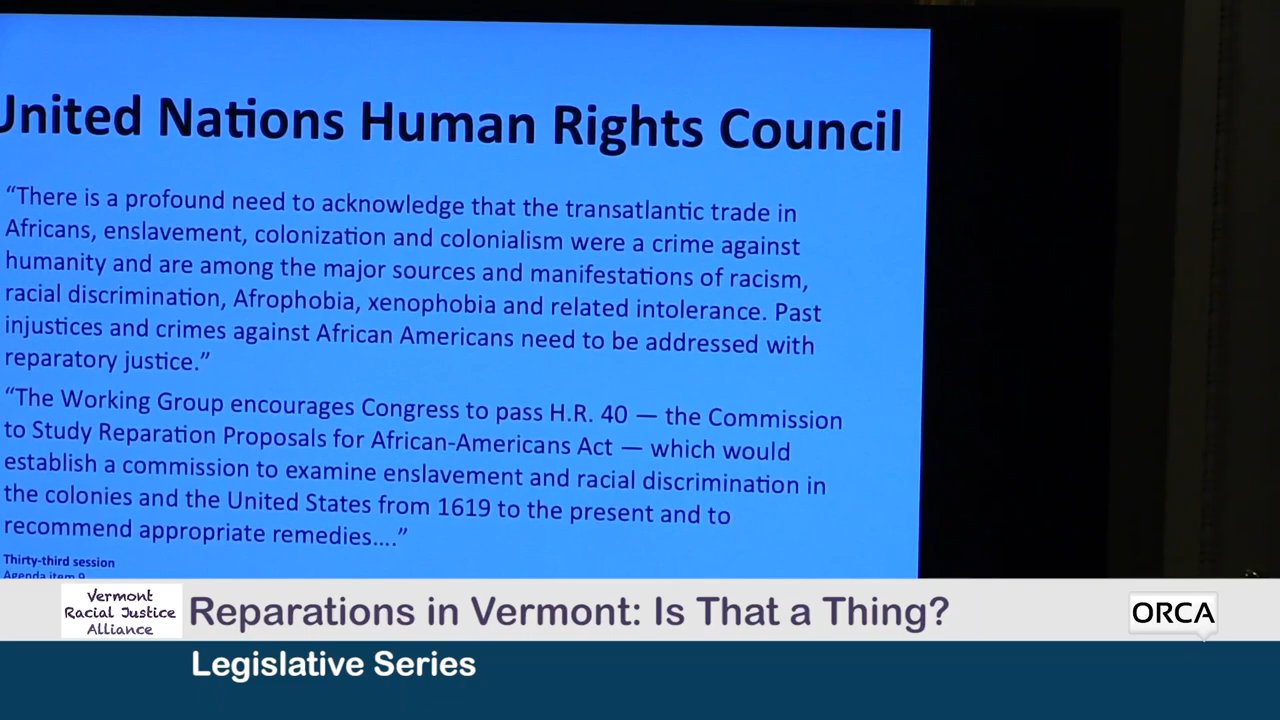 United Nations Human Rights Council
“There is a profound need to acknowledge that the transatlantic trade in
Africans, enslavement, colonization and colonialism were a crime against
humanity and are among the major sources and manifestations of racism,
racial discrimination, Afrophobia, xenophobia and related intolerance. Past
injustices and crimes against African Americans need to be addressed with
reparatory justice.”
“The Working Group encourages Congress to pass H.R. 40 — the Commission
to Study Reparation Proposals for African-Americans Act — which would
establish a commission to examine enslavement and racial discrimination in
the colonies and the United States from 1619 to the present and to
recommend appropriate remedies....”
Thirty-third session
Agenda item 9
Vermont
Racial Justice
Alliance
Reparations in Vermont: Is That a Thing?
ORCA
Legislative Series